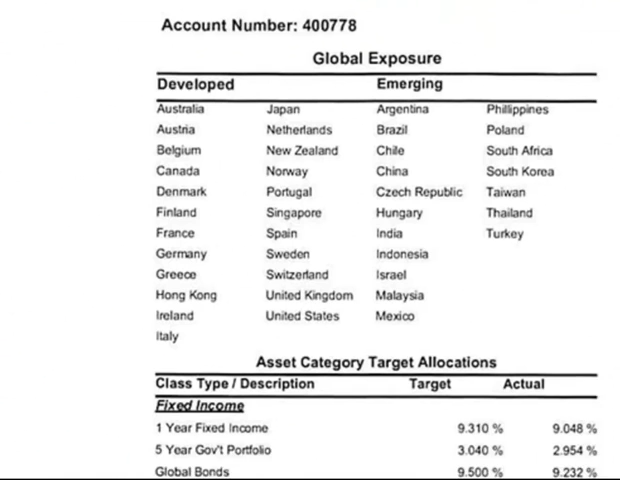 Account Number: 400778
Global Exposure
Developed Emerging
Australia Japan Argentina Phillippines
Austria Netherlands Brazil Poland
Belgium New Zealand Chile South Africa
Canada Norway China South Korea
Denmark Portugal Czech Republic Taiwan
Finland Singapore Hungary Thailand
France Spain India Turkey
Germany Sweden Indonesia
Greece Switzerland Israel
Hong Kong United Kingdom Malaysia
Ireland United States Mexico
Italy
Asset Category Target Allocations
Class Type / Description Target Actual
Fixed Income
1 Year Fixed Income 9.310 % 9.048 %
5 Year Gov't Portfolio 3.040 % 2.954 %
Global Bonds 9.500 % 9.232 %